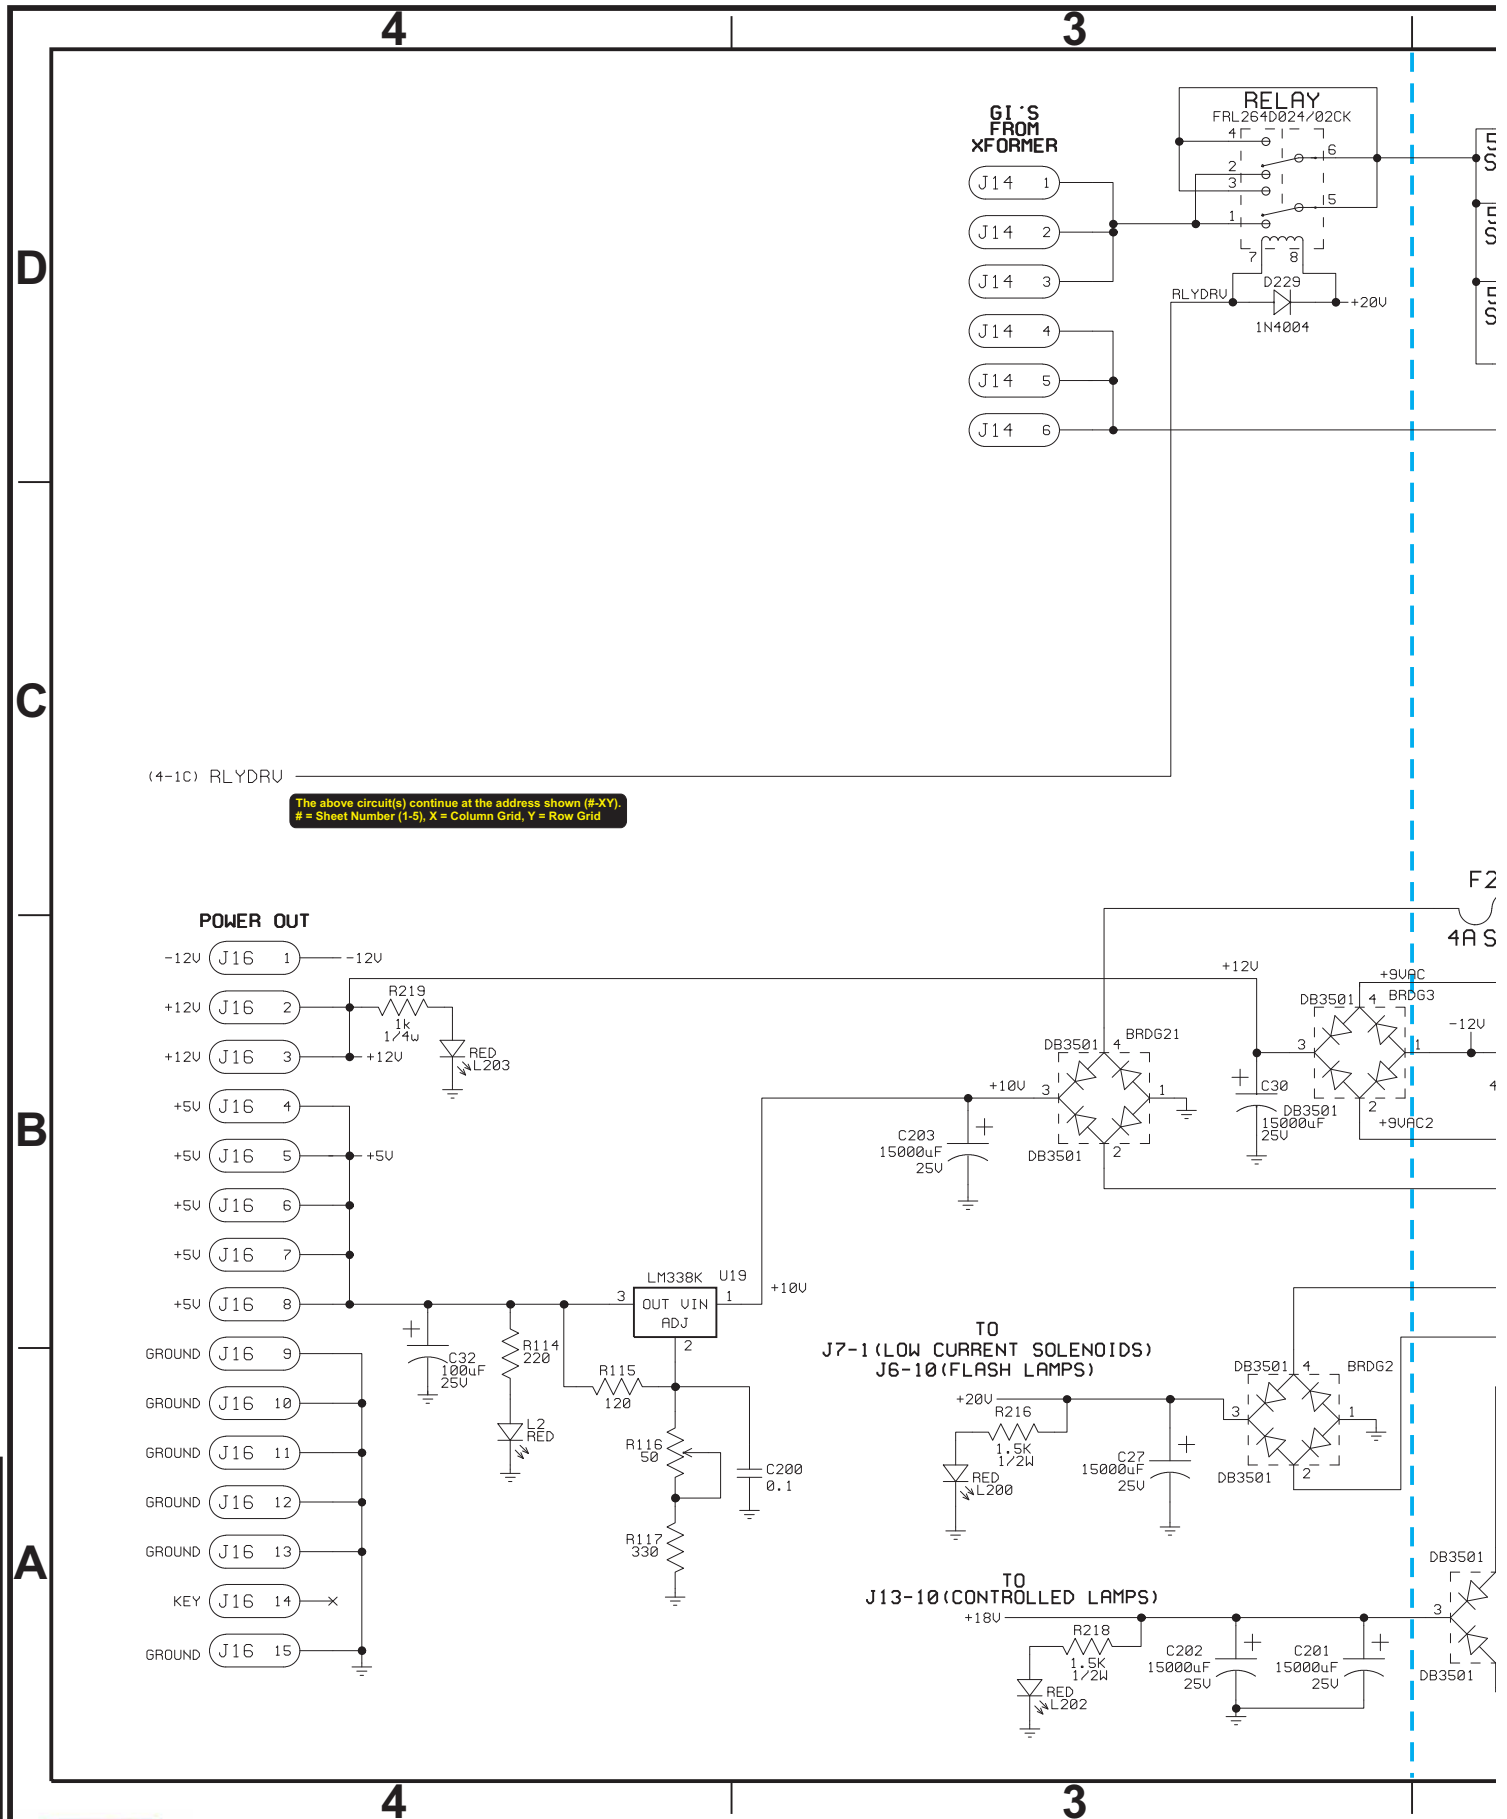 4
3
D
C
B
A
GI'S
FROM
XFORMER
J14 1
J14 2
J14 3
J14 4
J14 5
J14 6
RELAY
FRL264D024/02CK
4
2
3
1
6
5
7
8
D229
RLYDRV
+20V
1N4004
5
S
5
S
5
S
(4-1C) RLYDRV
The above circuit(s) continue at the address shown (#-XY).
# = Sheet Number (1-5), X = Column Grid, Y = Row Grid
POWER OUT
-12V J16 1 -12V
+12V J16 2
+12V J16 3 +12V
+5V J16 4
+5V J16 5 +5V
+5V J16 6
+5V J16 7
+5V J16 8
GROUND J16 9
GROUND J16 10
GROUND J16 11
GROUND J16 12
GROUND J16 13
KEY J16 14
GROUND J16 15
R219
1k
1/4w
RED
L203
F2
4A S
+12V
+9VAC
DB3501 4 BRDG3
3
1
-12V
2
+9VAC2
4
C30
DB3501
15000uF
25V
DB3501 4 BRDG21
+10V
3
1
2
DB3501
C203
15000uF
25V
LM338K U19
3 OUT VIN 1
ADJ
2
+10V
C32
100uF
25V
R114
220
L2
RED
R115
120
R116
50
R117
330
C200
0.1
TO
J7-1(LOW CURRENT SOLENOIDS)
J6-10(FLASH LAMPS)
+20V
R216
1.5K
1/2W
RED
L200
C27
15000uF
25V
DB3501 4 BRDG2
3
1
2
DB3501
TO
J13-10(CONTROLLED LAMPS)
+18V
R218
1.5K
1/2W
RED
L202
C202
15000uF
25V
C201
15000uF
25V
DB3501
3
DB3501
4
3